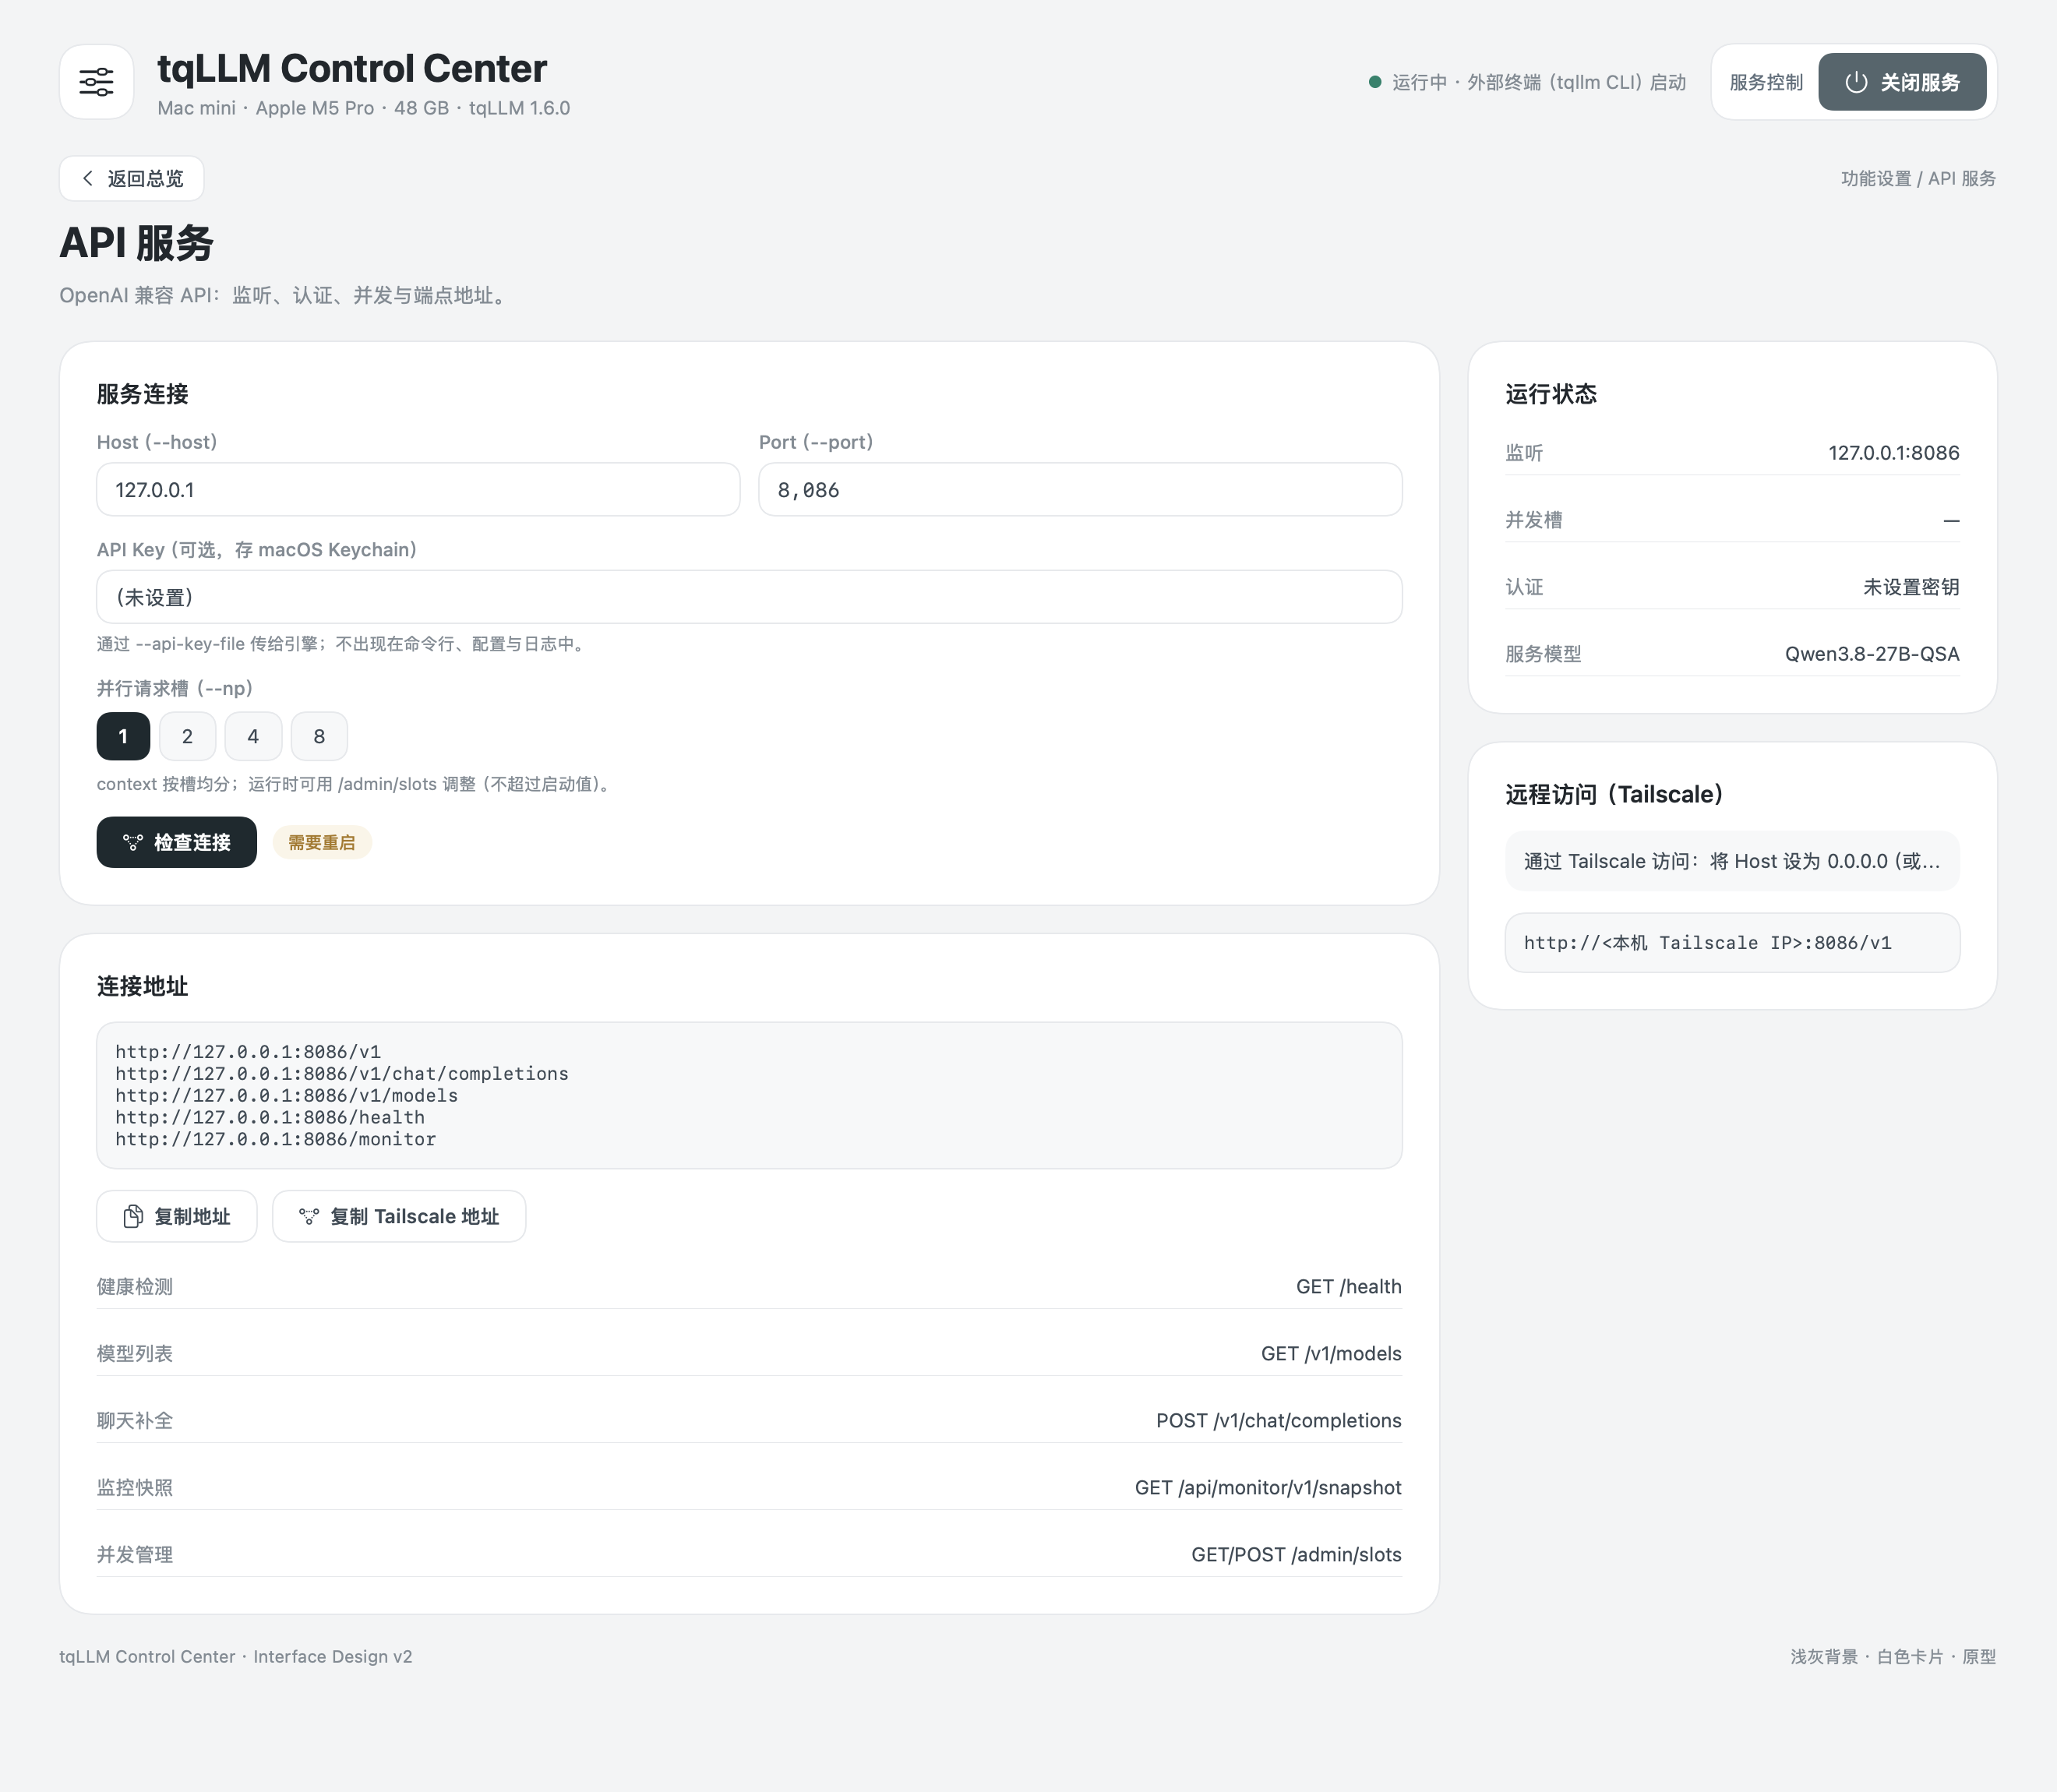 tqLLM Control Center
Mac mini · Apple M5 Pro · 48 GB · tqLLM 1.6.0
运行中 · 外部终端（tqllm CLI）启动
服务控制
关闭服务
返回总览
功能设置 / API 服务
API 服务
OpenAI 兼容 API：监听、认证、并发与端点地址。
服务连接
Host (--host)
Port (--port)
127.0.0.1
8,086
API Key（可选，存 macOS Keychain）
（未设置）
通过 --api-key-file 传给引擎；不出现在命令行、配置与日志中。
并行请求槽（--np）
1
2
4
8
context 按槽均分；运行时可用 /admin/slots 调整（不超过启动值）。
检查连接
需要重启
运行状态
监听
127.0.0.1:8086
并发槽
—
认证
未设置密钥
服务模型
Qwen3.8-27B-QSA
远程访问（Tailscale）
通过 Tailscale 访问：将 Host 设为 0.0.0.0（或…
http://<本机 Tailscale IP>:8086/v1
连接地址
http://127.0.0.1:8086/v1
http://127.0.0.1:8086/v1/chat/completions
http://127.0.0.1:8086/v1/models
http://127.0.0.1:8086/health
http://127.0.0.1:8086/monitor
复制地址
复制 Tailscale 地址
健康检测
GET /health
模型列表
GET /v1/models
聊天补全
POST /v1/chat/completions
监控快照
GET /api/monitor/v1/snapshot
并发管理
GET/POST /admin/slots
tqLLM Control Center · Interface Design v2
浅灰背景 · 白色卡片 · 原型